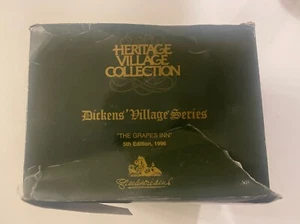 HERITAGE
VILLAGE
COLLECTION
Dickens' Village Series
"THE GRAPES INN"
5th Edition, 1996